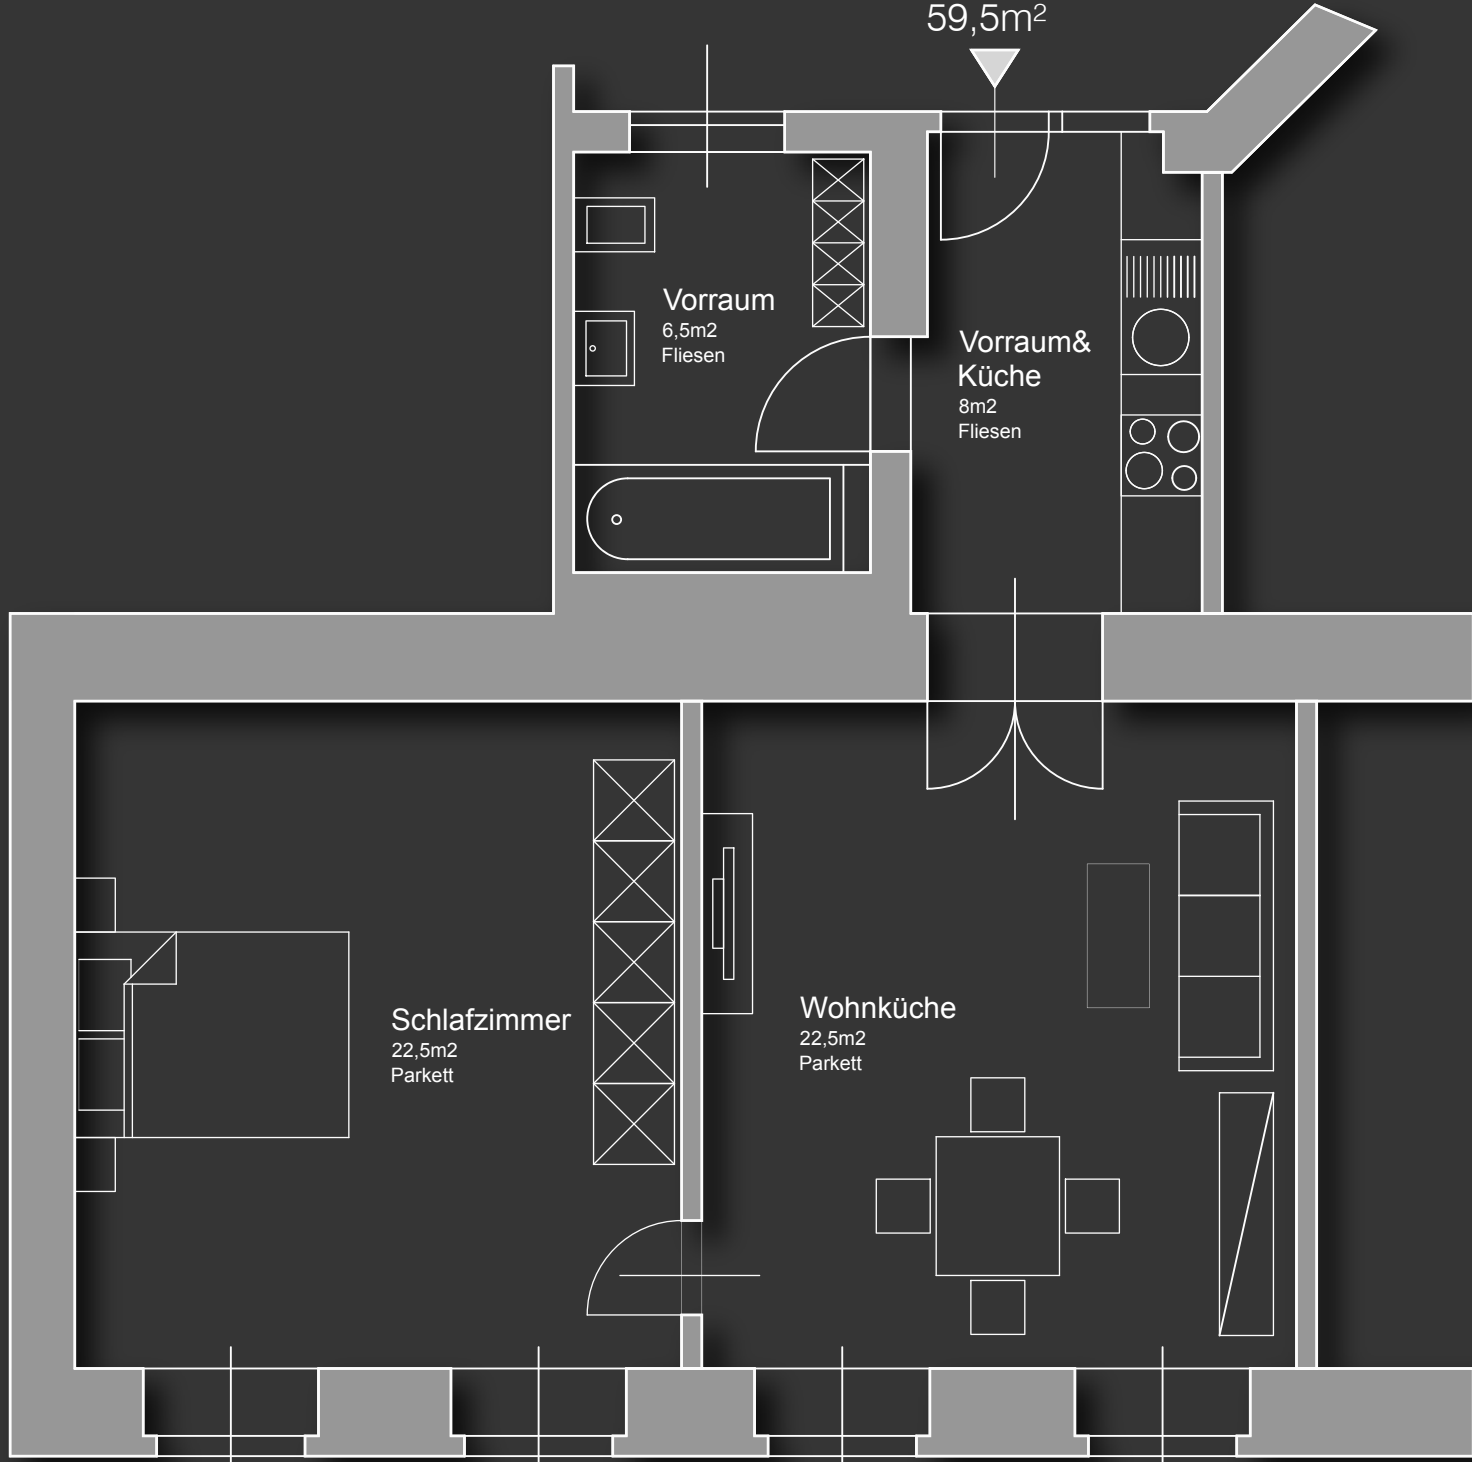 59,5m²
Vorraum
6,5m2
Fliesen
Vorraum&
Küche
8m2
Fliesen
Schlafzimmer
22,5m2
Parkett
Wohnküche
22,5m2
Parkett